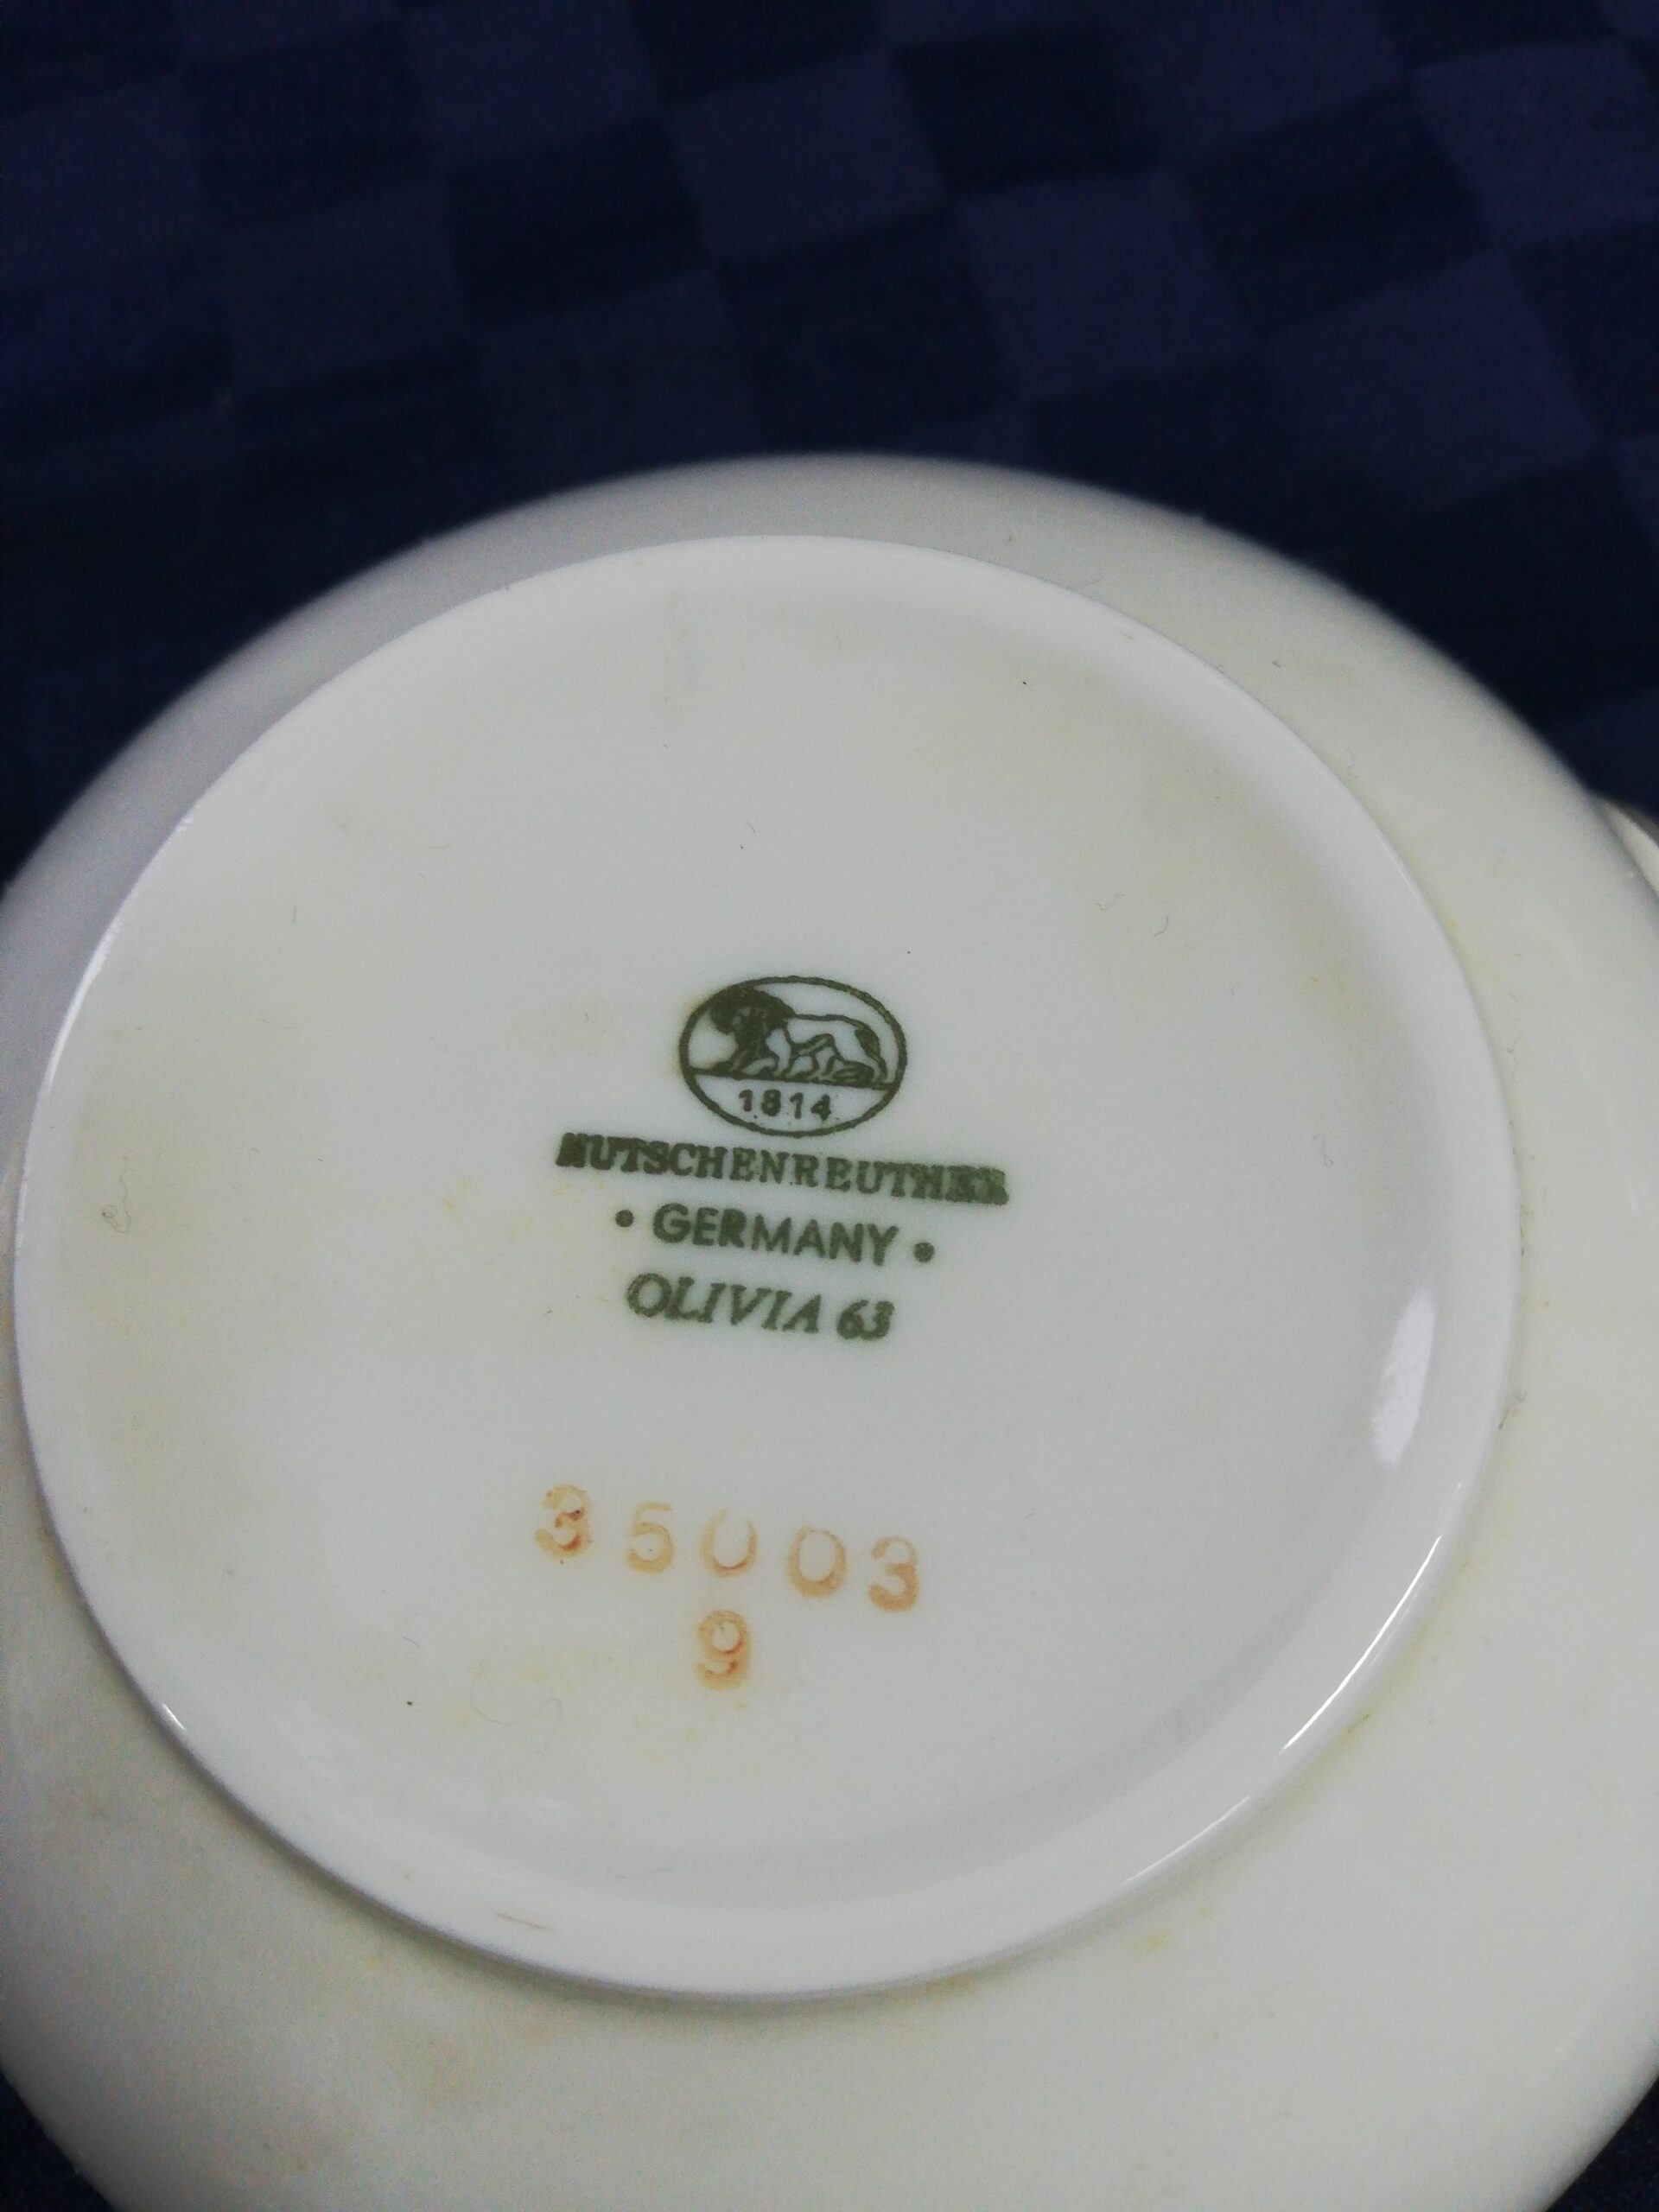 1814
HUTSCHENREUTHER
• GERMANY •
OLIVIA 63
35003
9